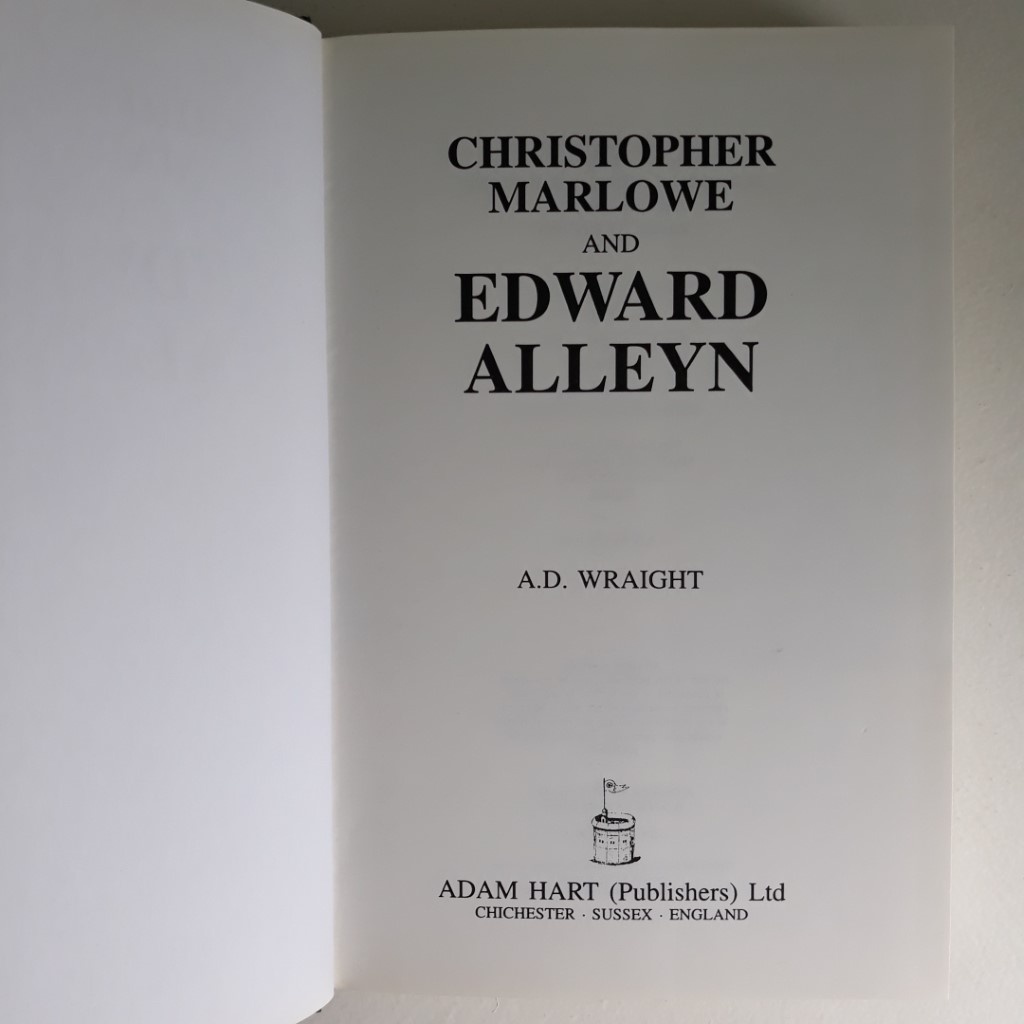 CHRISTOPHER
MARLOWE
AND
EDWARD
ALLEYN
A.D. WRAIGHT
ADAM HART (Publishers) Ltd
CHICHESTER · SUSSEX · ENGLAND